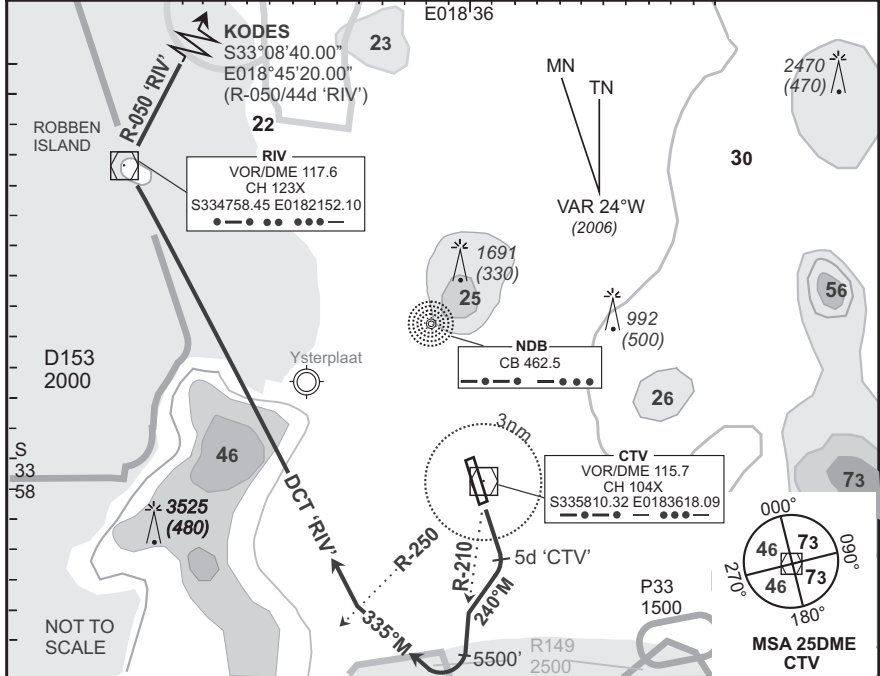 E018 36
KODES
S33°08'40.00"
E018°45'20.00"
(R-050/44d 'RIV')
R-050 'RIV'
23
22
MN
TN
VAR 24°W
(2006)
2470
(470)
30
ROBBEN
ISLAND
RIV
VOR/DME 117.6
CH 123X
S334758.45 E0182152.10
1691
(330)
25
992
(500)
56
NDB
CB 462.5
D153
2000
Ysterplaat
26
3nm
S
33
58
46
CTV
VOR/DME 115.7
CH 104X
S335810.32 E0183618.09
73
3525
(480)
DCT 'RIV'
R-250
R-210
5d 'CTV'
240°M
335°M
5500'
R149
2500
P33
1500
000°
090°
180°
270°
46
73
46
73
MSA 25DME
CTV
NOT TO
SCALE